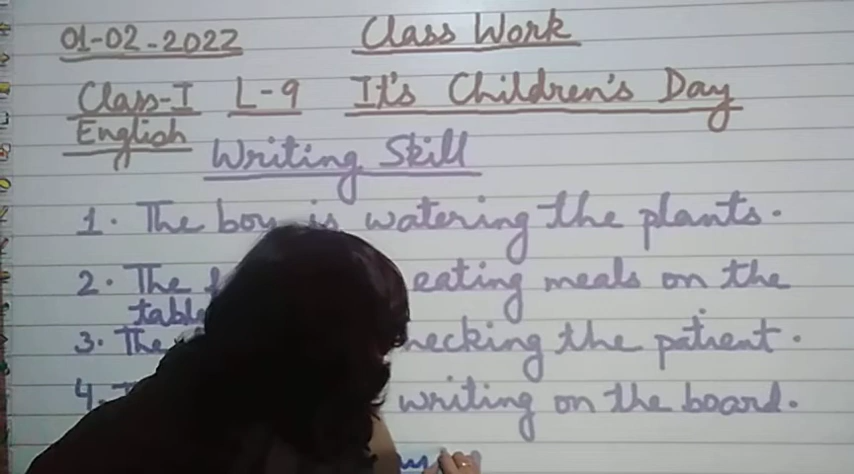 01-02-2022 Class Work
Class-I L-9 It's Children's Day
English
Writing Skill
1. The boy is watering the plants.
2. The eating meals on the
table
3. The checking the patient.
4. writing on the board.